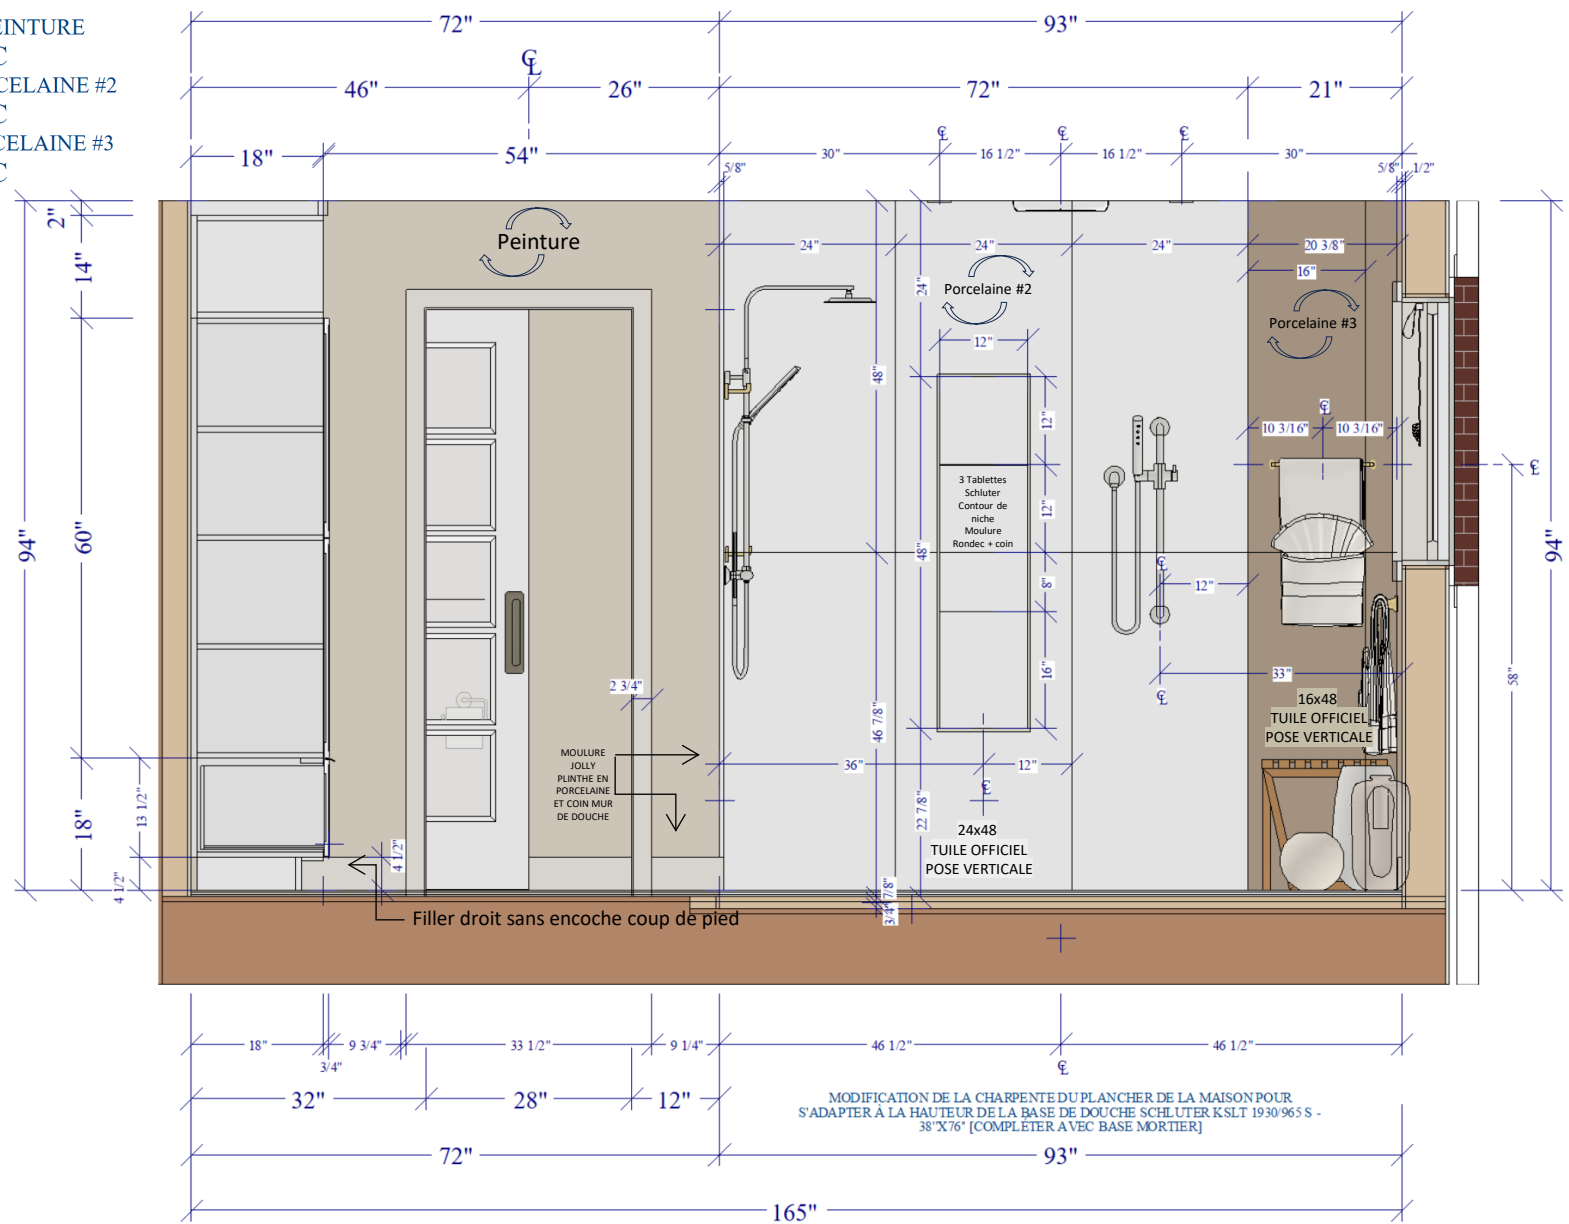 EINTURE
C
CELAINE #2
C
CELAINE #3
C
72"
93"
℄
46"
26"
72"
21"
℄
℄
℄
18"
54"
30"
16 1/2"
16 1/2"
30"
5/8"
5/8"
1/2"
2"
14"
60"
94"
18"
13 1/2"
4 1/2"
Peinture
24"
24"
24"
20 3/8"
16"
24"
Porcelaine #2
Porcelaine #3
12"
48"
12"
℄
10 3/16"
10 3/16"
℄
3 Tablettes
Schluter
Contour de
niche
Moulure
Rondec + coin
12"
48"
8"
℄
12"
16"
33"
℄
58"
94"
2 3/4"
46 7/8"
16x48
TUILE OFFICIEL
POSE VERTICALE
MOULURE
JOLLY
PLINTHE EN
PORCELAINE
ET COIN MUR
DE DOUCHE
36"
12"
℄
22 7/8"
24x48
TUILE OFFICIEL
POSE VERTICALE
4 1/2"
7/8"
3/4"
Filler droit sans encoche coup de pied
18"
3/4"
9 3/4"
33 1/2"
9 1/4"
46 1/2"
46 1/2"
℄
32"
28"
12"
MODIFICATION DE LA CHARPENTE DU PLANCHER DE LA MAISON POUR
S'ADAPTER À LA HAUTEUR DE LA BASE DE DOUCHE SCHLUTER KSLT 1930/965 S -
38"X76" [COMPLÉTER AVEC BASE MORTIER]
72"
93"
165"